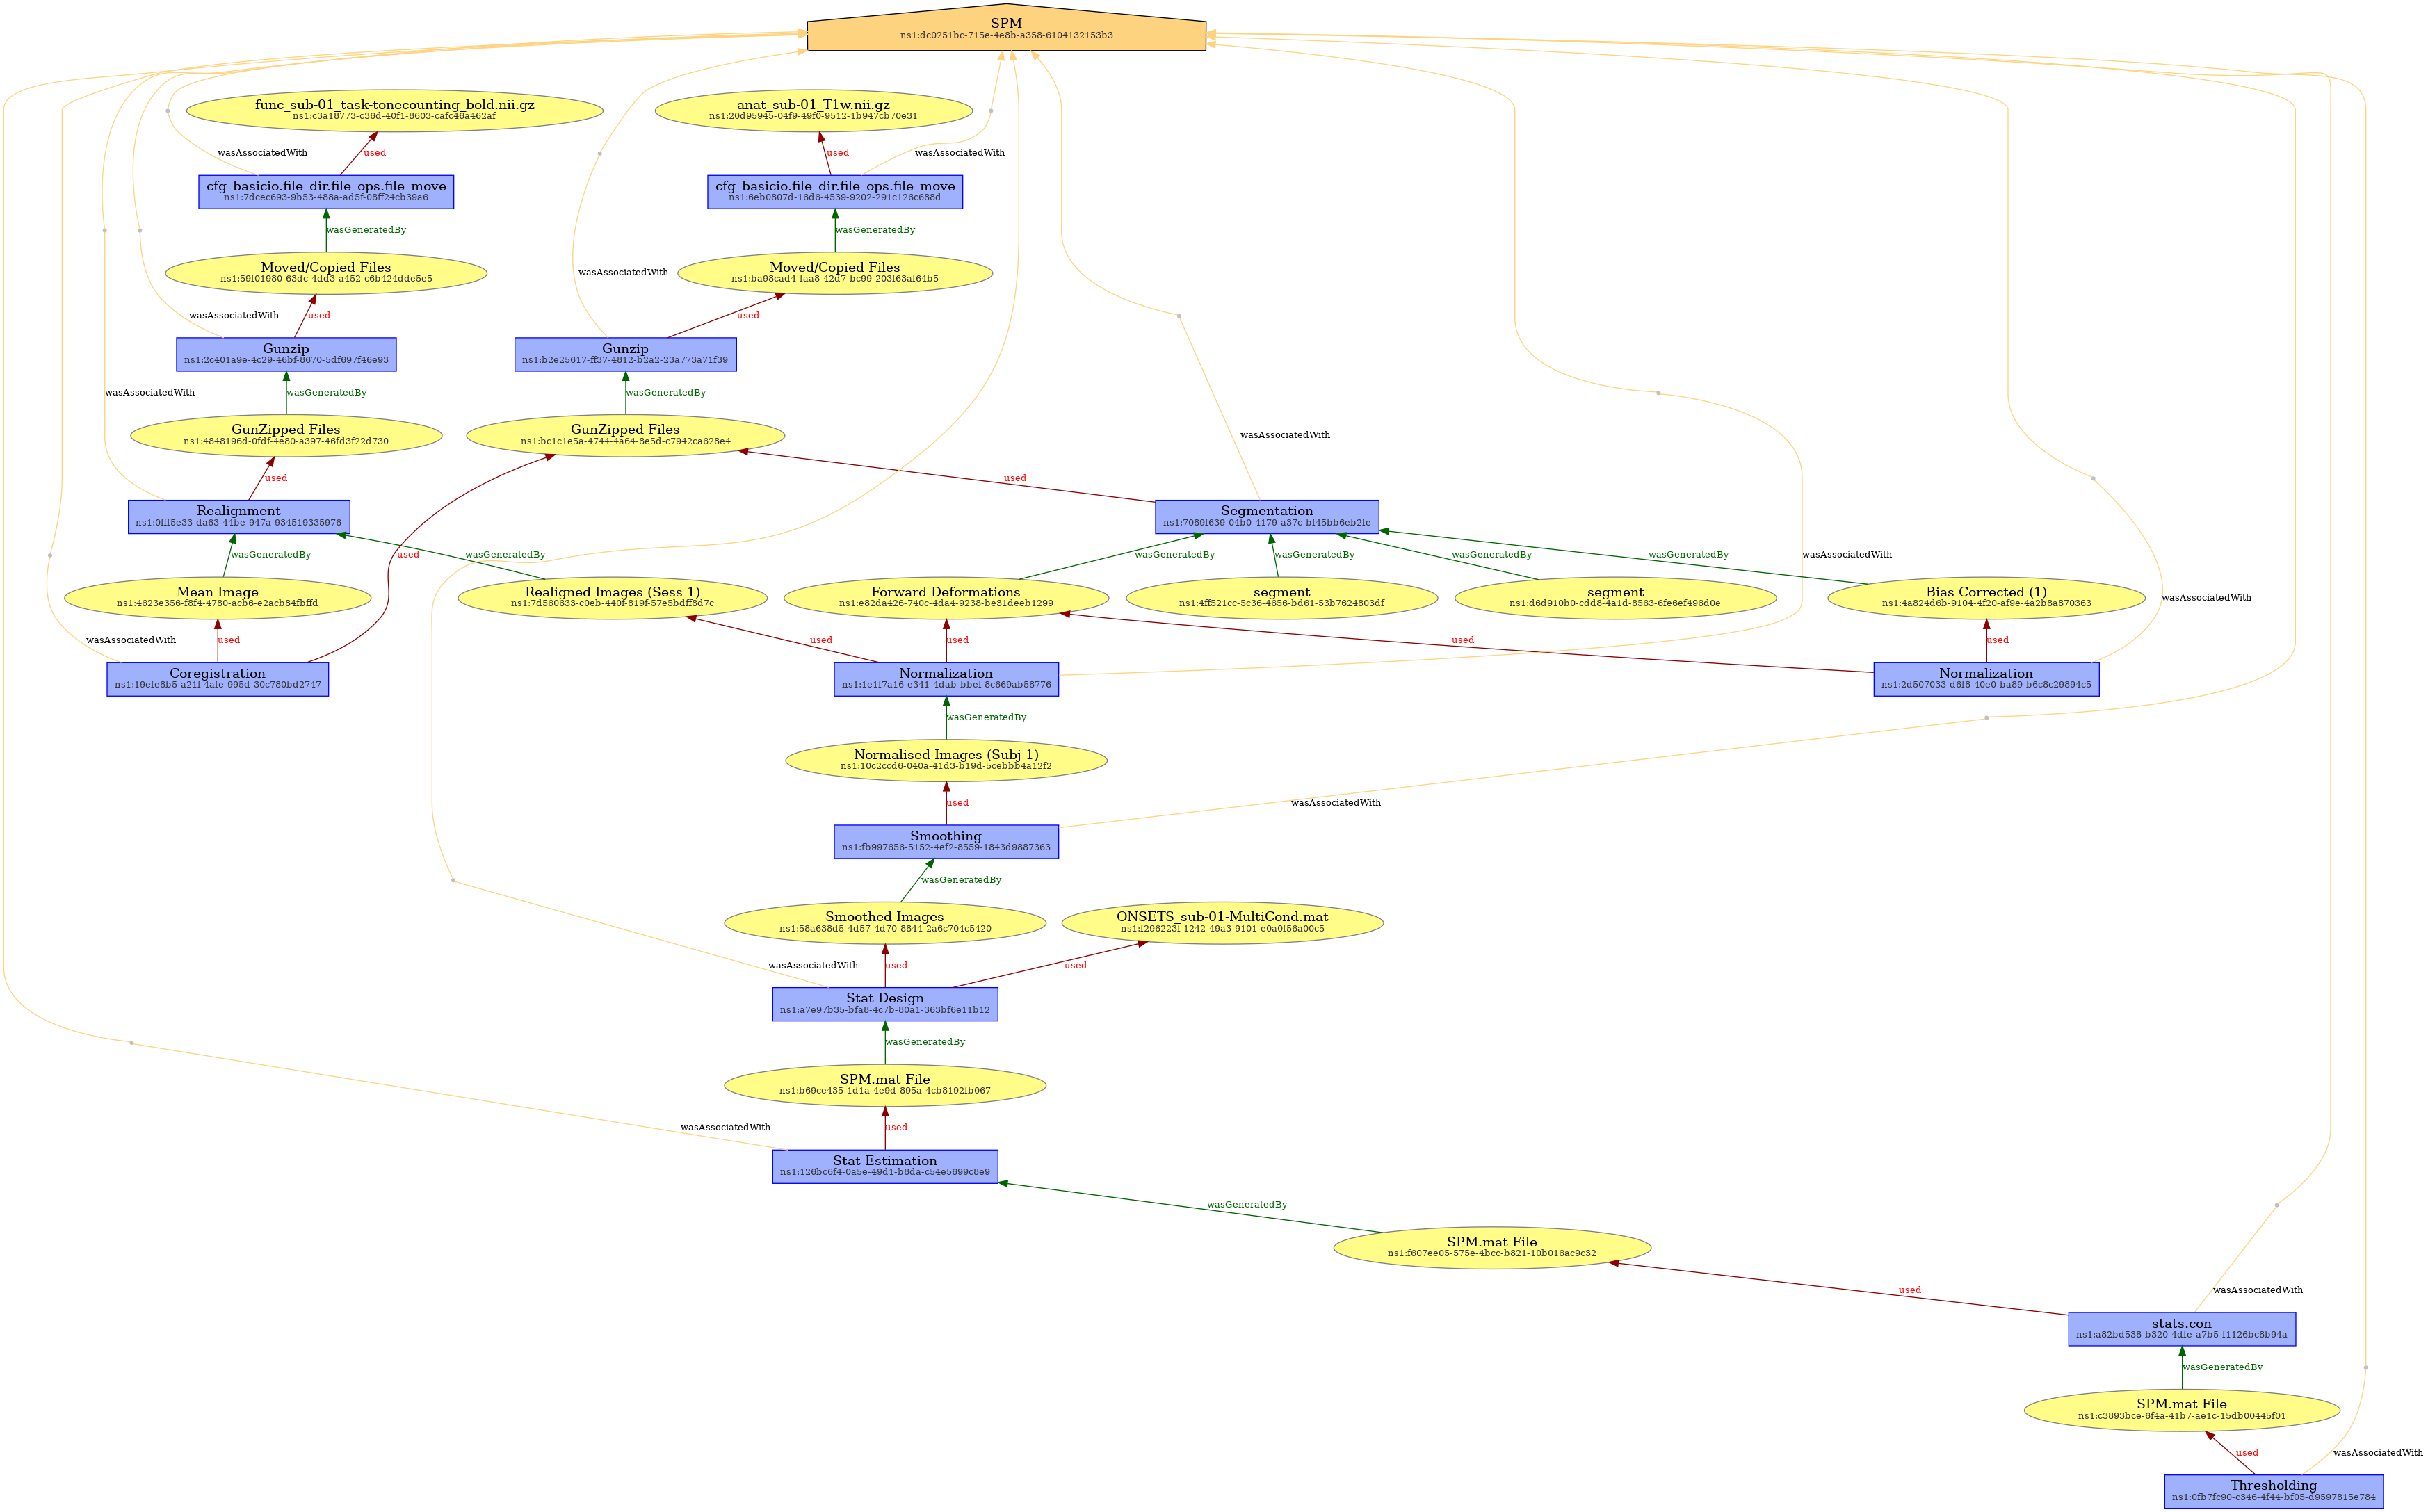 SPM
ns1:dc0251bc-715e-4e8b-a358-6104132153b3
func_sub-01_task-tonecounting_bold.nii.gz
ns1:c3a18773-c36d-40f1-8603-cafc46a462af
anat_sub-01_T1w.nii.gz
ns1:20d95945-04f9-49f0-9512-1b947cb70e31
wasAssociatedWith
used
used
wasAssociatedWith
cfg_basicio.file_dir.file_ops.file_move
ns1:7dcec693-9b53-488a-ad5f-08ff24cb39a6
cfg_basicio.file_dir.file_ops.file_move
ns1:6eb0807d-16d6-4539-9202-291c126c688d
wasGeneratedBy
wasGeneratedBy
Moved/Copied Files
ns1:59f01980-63dc-4dd3-a452-c6b424dde5e5
wasAssociatedWith
Moved/Copied Files
ns1:ba98cad4-faa8-42d7-bc99-203f63af64b5
wasAssociatedWith
used
used
Gunzip
ns1:2c401a9e-4c29-46bf-8670-5df697f46e93
Gunzip
ns1:b2e25617-ff37-4812-b2a2-23a773a71f39
wasAssociatedWith
wasGeneratedBy
wasGeneratedBy
GunZipped Files
ns1:4848196d-0fdf-4e80-a397-46fd3f22d730
GunZipped Files
ns1:bc1c1e5a-4744-4a64-8e5d-c7942ca628e4
wasAssociatedWith
used
used
Realignment
ns1:0fff5e33-da63-44be-947a-934519335976
Segmentation
ns1:7089f639-04b0-4179-a37c-bf45bb6eb2fe
wasGeneratedBy
used
wasGeneratedBy
wasGeneratedBy
wasGeneratedBy
wasGeneratedBy
wasGeneratedBy
wasAssociatedWith
Mean Image
ns1:4623e356-f8f4-4780-acb6-e2acb84fbffd
Realigned Images (Sess 1)
ns1:7d560633-c0eb-440f-819f-57e5bdff8d7c
Forward Deformations
ns1:e82da426-740c-4da4-9238-be31deeb1299
segment
ns1:4ff521cc-5c36-4656-bd61-53b7624803df
segment
ns1:d6d910b0-cdd8-4a1d-8563-6fe6ef496d0e
Bias Corrected (1)
ns1:4a824d6b-9104-4f20-af9e-4a2b8a870363
wasAssociatedWith
wasAssociatedWith
used
used
used
used
used
Coregistration
ns1:19efe8b5-a21f-4afe-995d-30c780bd2747
Normalization
ns1:1e1f7a16-e341-4dab-bbef-8c669ab58776
Normalization
ns1:2d507033-d6f8-40e0-ba89-b6c8c29894c5
wasGeneratedBy
Normalised Images (Subj 1)
ns1:10c2ccd6-040a-41d3-b19d-5cebbb4a12f2
used
wasAssociatedWith
Smoothing
ns1:fb997656-5152-4ef2-8559-1843d9887363
wasGeneratedBy
Smoothed Images
ns1:58a638d5-4d57-4d70-8844-2a6c704c5420
ONSETS_sub-01-MultiCond.mat
ns1:f296223f-1242-49a3-9101-e0a0f56a00c5
wasAssociatedWith
used
used
Stat Design
ns1:a7e97b35-bfa8-4c7b-80a1-363bf6e11b12
wasGeneratedBy
SPM.mat File
ns1:b69ce435-1d1a-4e9d-895a-4cb8192fb067
wasAssociatedWith
used
Stat Estimation
ns1:126bc6f4-0a5e-49d1-b8da-c54e5699c8e9
wasGeneratedBy
SPM.mat File
ns1:f607ee05-575e-4bcc-b821-10b016ac9c32
used
wasAssociatedWith
stats.con
ns1:a82bd538-b320-4dfe-a7b5-f1126bc8b94a
wasGeneratedBy
SPM.mat File
ns1:c3893bce-6f4a-41b7-ae1c-15db00445f01
used
wasAssociatedWith
Thresholding
ns1:0fb7fc90-c346-4f44-bf05-d9597815e784